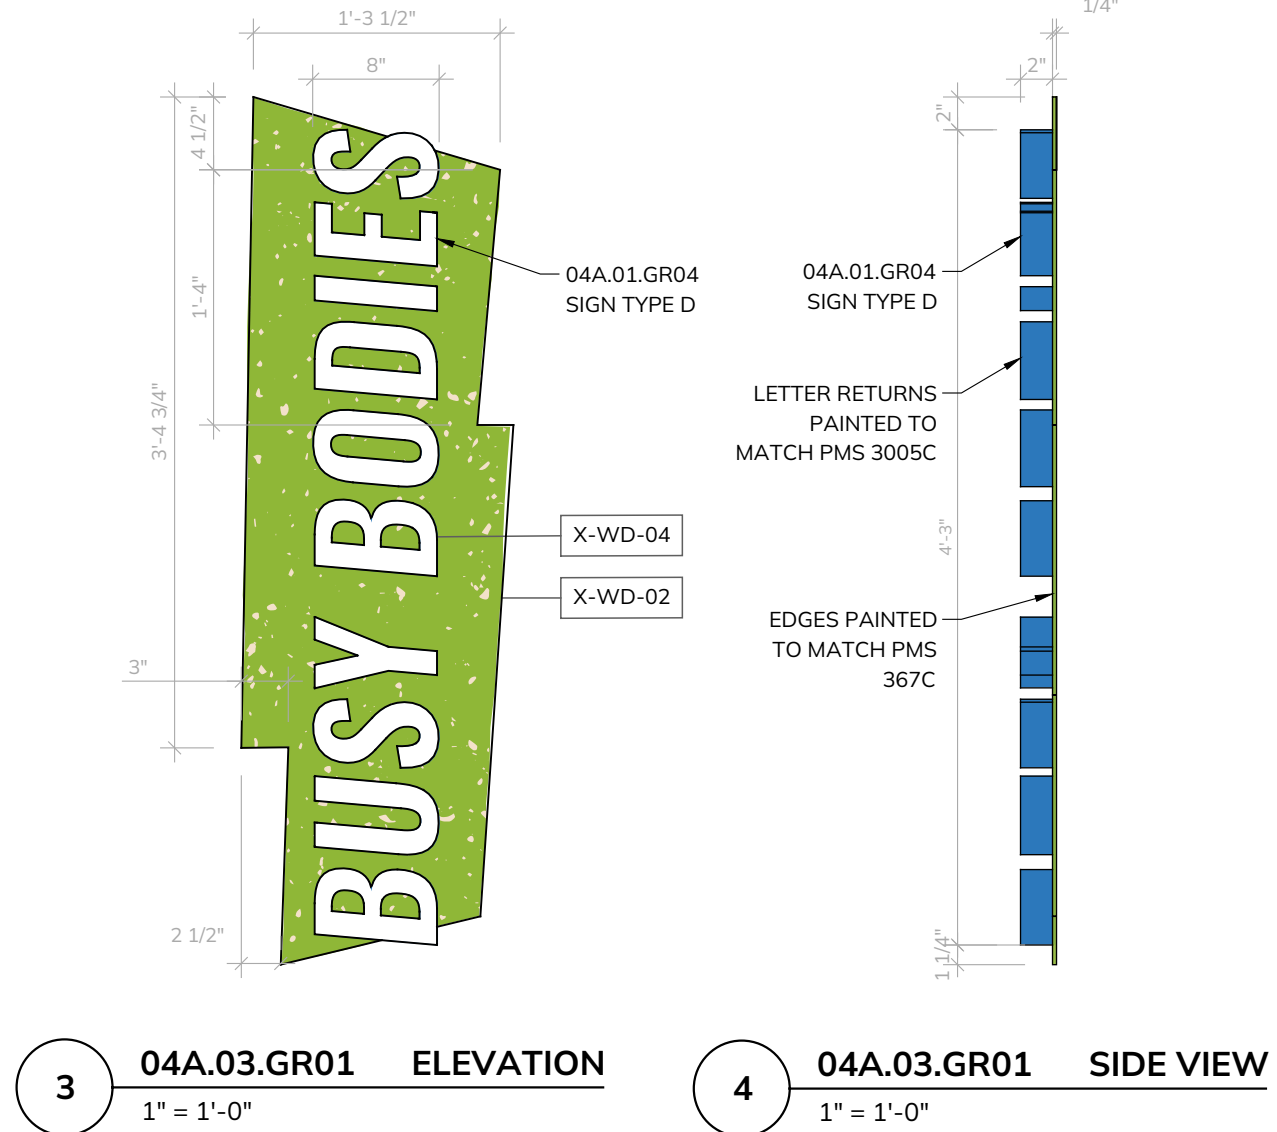 1'-3 1/2"
8"
4 1/2"
1'-4"
3'-4 3/4"
3"
2 1/2"
BUSY BODIES
04A.01.GR04
SIGN TYPE D
X-WD-04
X-WD-02
1/4"
2"
2"
4'-3"
1 1/4"
04A.01.GR04
SIGN TYPE D
LETTER RETURNS
PAINTED TO
MATCH PMS 3005C
EDGES PAINTED
TO MATCH PMS
367C
3
04A.03.GR01 ELEVATION
1" = 1'-0"
4
04A.03.GR01 SIDE VIEW
1" = 1'-0"